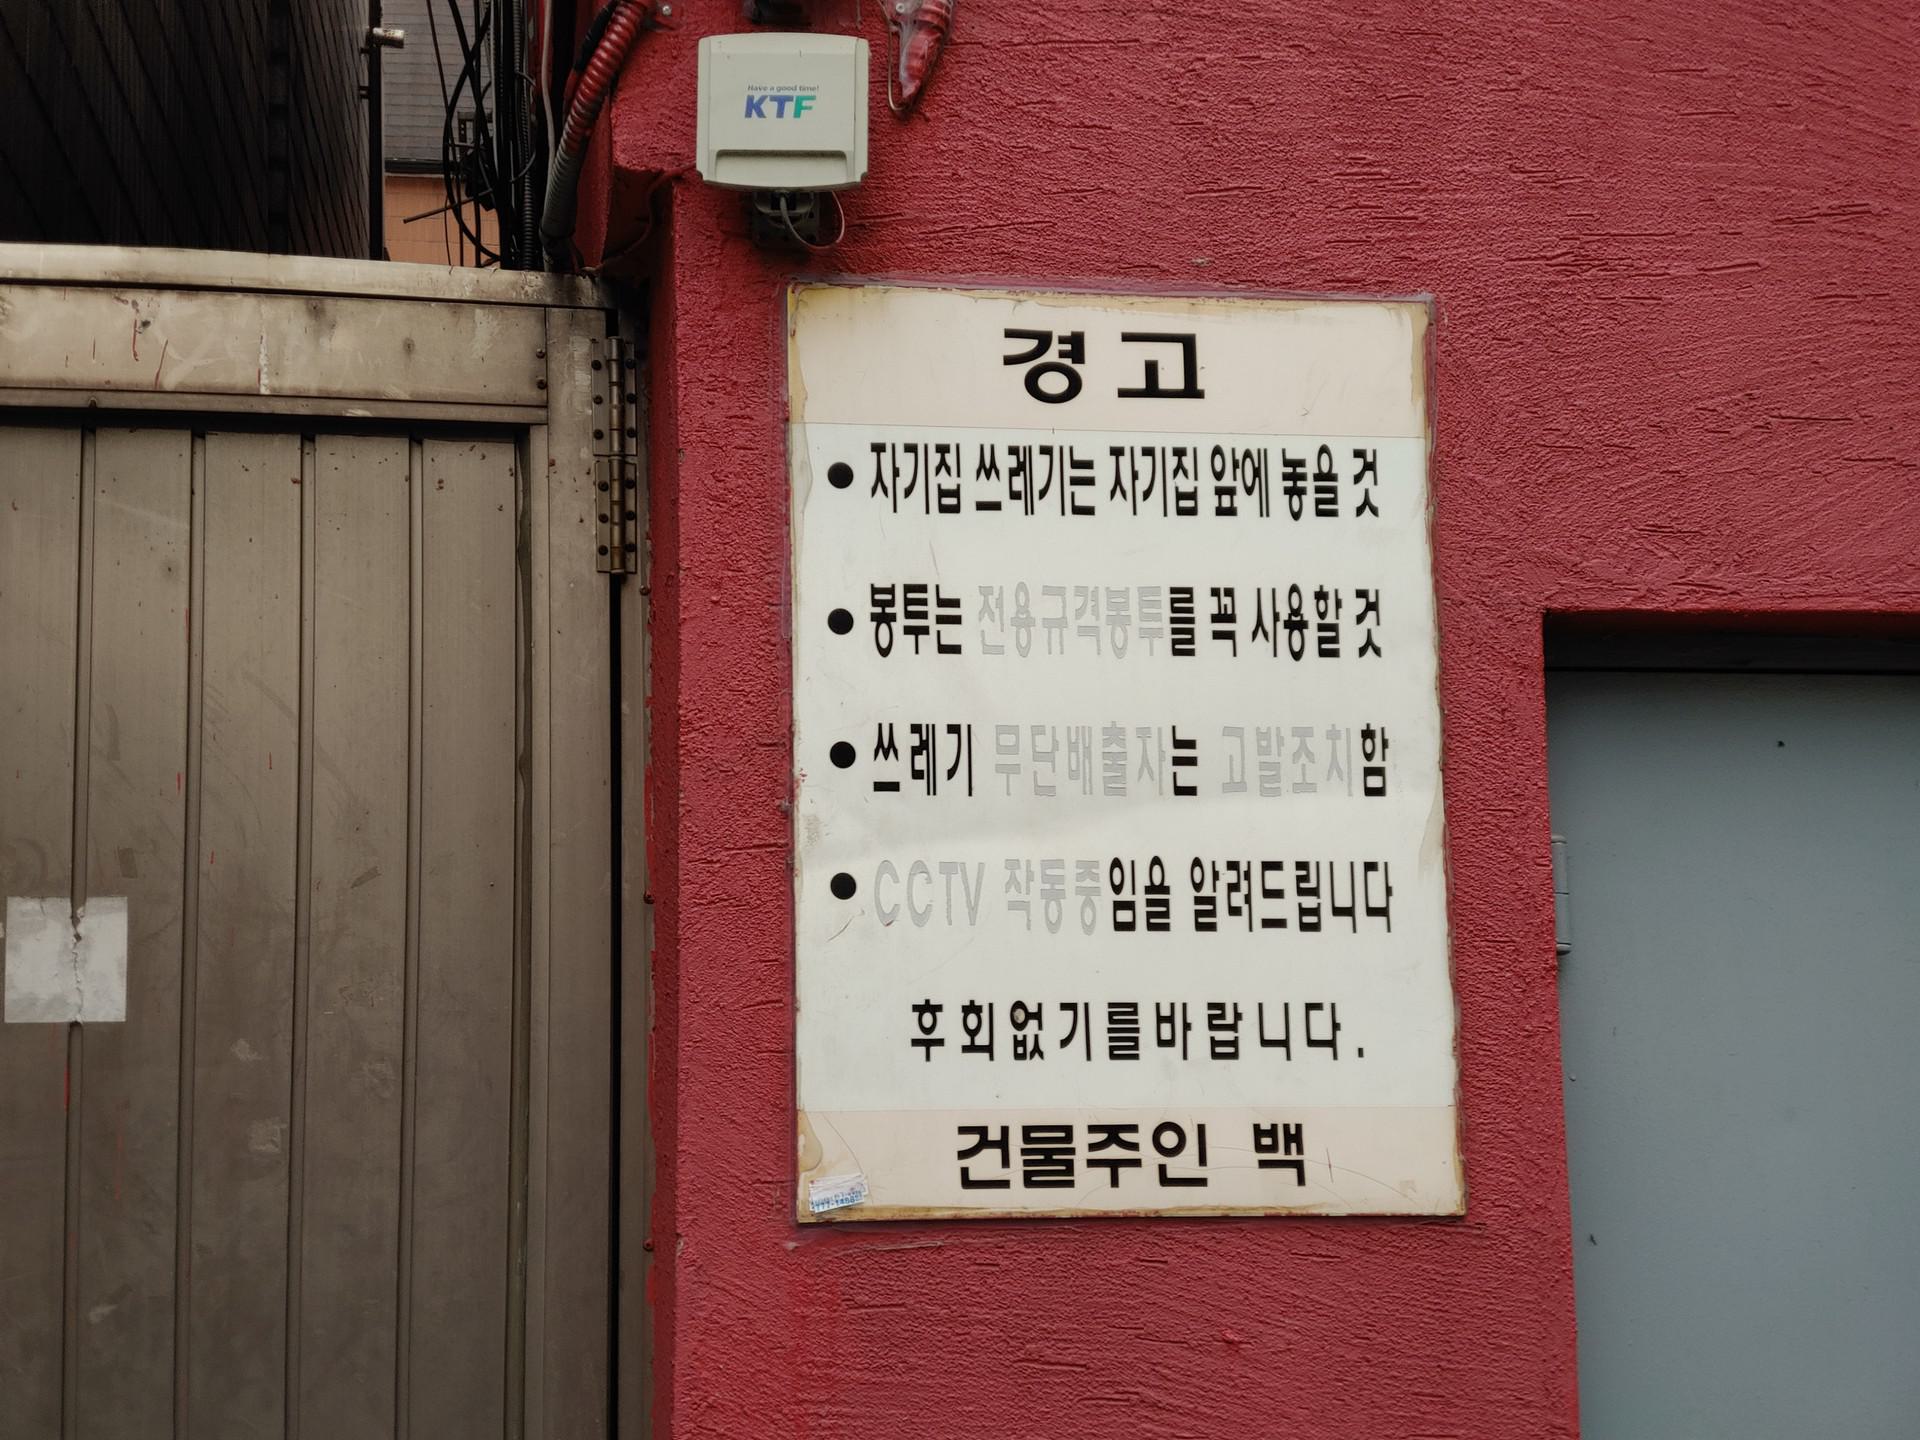 Have a good time!
KTF
경고
● 자기집 쓰레기는 자기집 앞에 놓을 것
● 봉투는 전용규격봉투를 꼭 사용할 것
● 쓰레기 무단배출자는 고발조치함
● CCTV 작동중임을 알려드립니다
후회없기를바랍니다.
건물주인 백